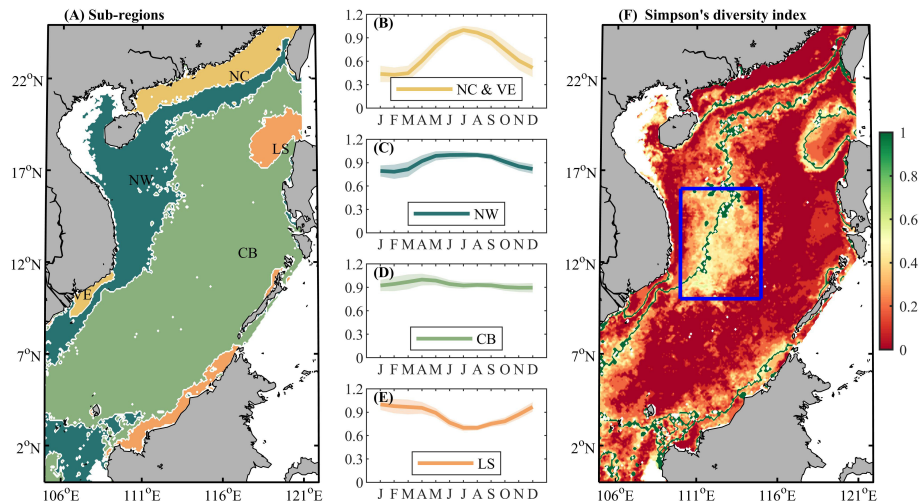 (A) Sub-regions
22°N
17°N
12°N
7°N
2°N
106°E 111°E 116°E 121°E
NC
LS
NW
CB
VE
(B)
1.2
0.9
0.6
0.3
0
NC & VE
J F M A M J J A S O N D
(C)
1.2
0.9
0.6
0.3
NW
J F M A M J J A S O N D
(D)
1.2
0.9
0.6
0.3
0
CB
J F M A M J J A S O N D
(E)
1.2
0.9
0.6
0.3
0
LS
J F M A M J J A S O N D
(F) Simpson's diversity index
22°N
17°N
12°N
7°N
2°N
106°E 111°E 116°E 121°E
1
0.8
0.6
0.4
0.2
0